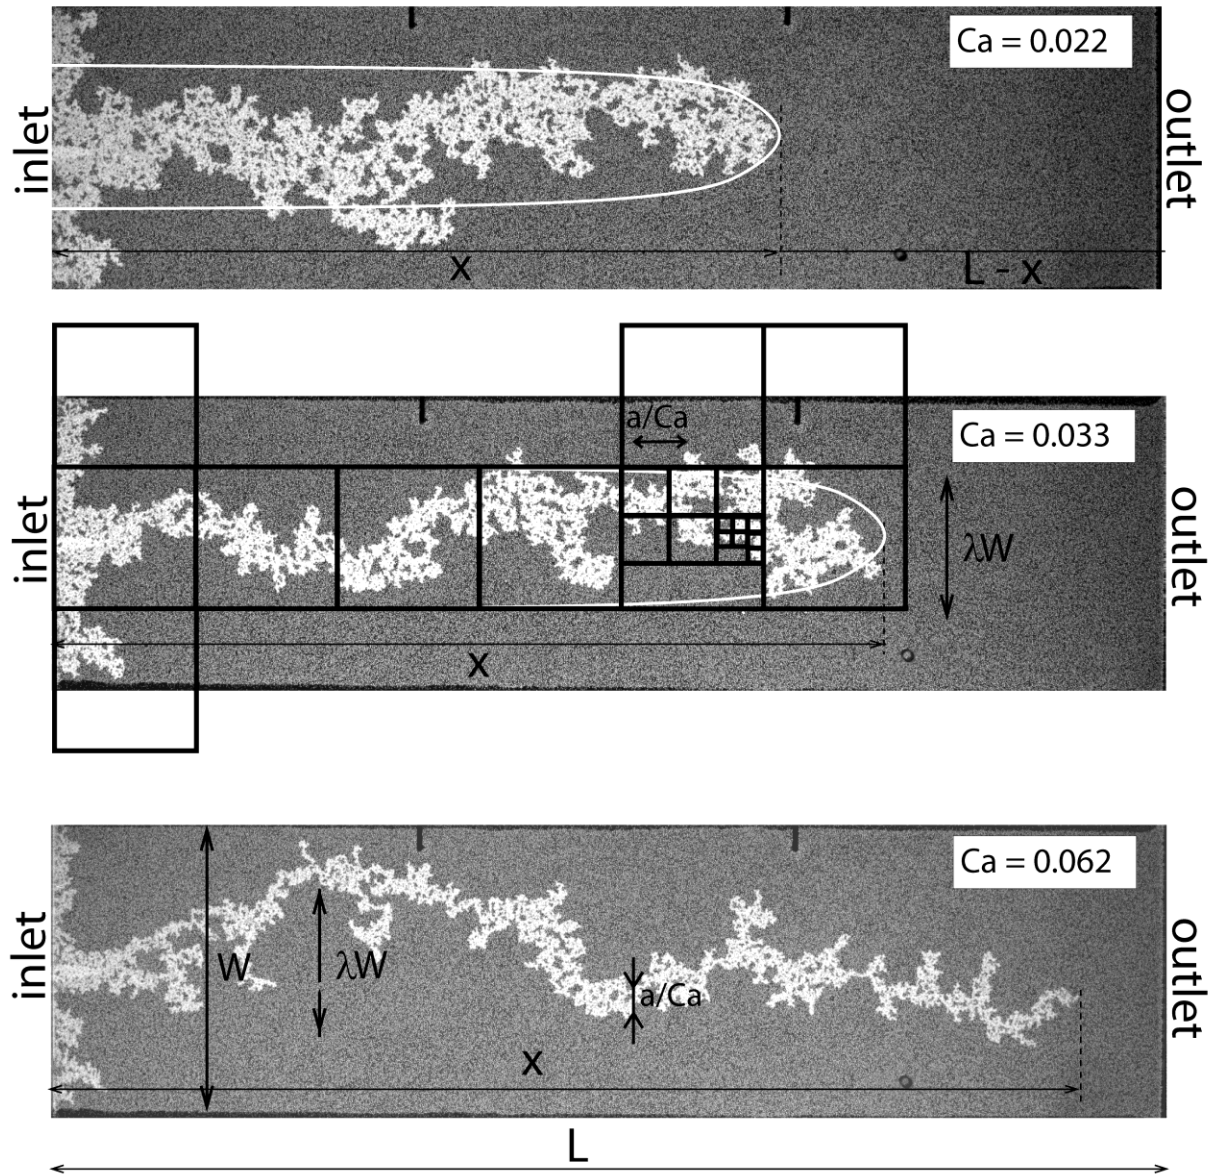 Ca = 0.022
inlet
outlet
x
L - x
a/Ca
Ca = 0.033
inlet
outlet
λW
x
Ca = 0.062
inlet
outlet
W
λW
a/Ca
x
L